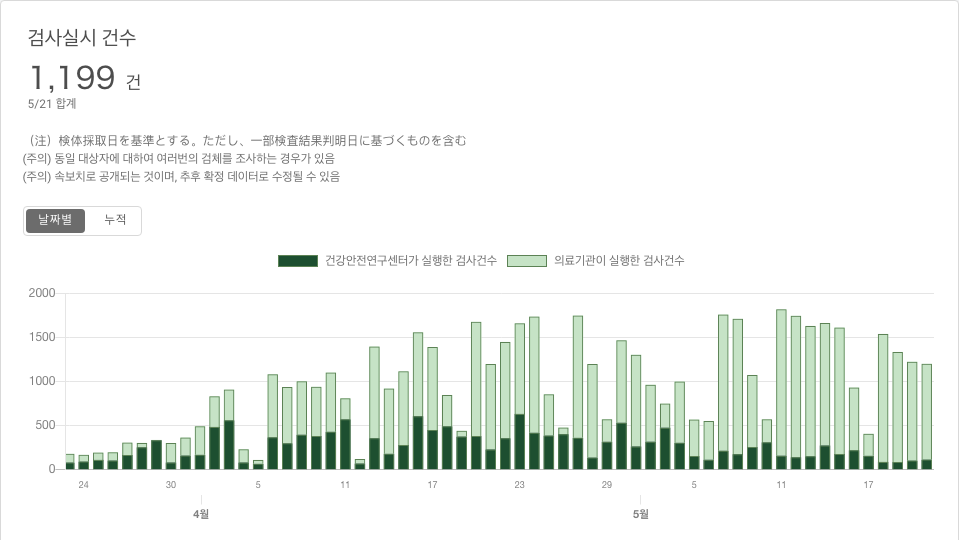 검사실시 건수
1,199 건
5/21 합계
（注）検体採取日を基準とする。ただし、一部検査結果判明日に基づくものを含む
(주의) 동일 대상자에 대하여 여러번의 검체를 조사하는 경우가 있음
(주의) 속보치로 공개되는 것이며, 추후 확정 데이터로 수정될 수 있음
날짜별 누적
건강안전연구센터가 실행한 검사건수 의료기관이 실행한 검사건수
2000
1500
1000
500
0
24 30 5 11 17 23 29 5 11 17
4월 5월